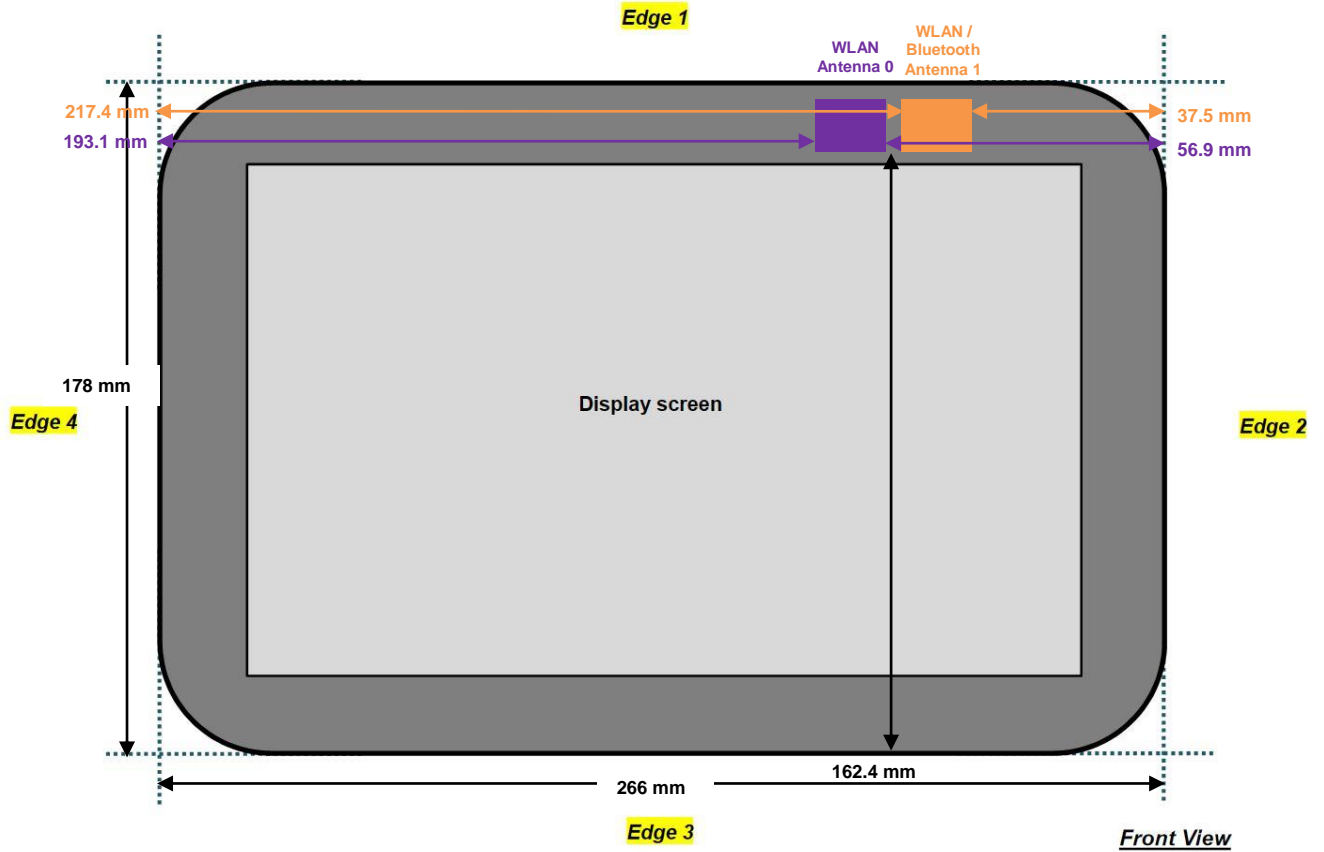 Edge 1
WLAN
Antenna 0
WLAN /
Bluetooth
Antenna 1
217.4 mm
37.5 mm
193.1 mm
56.9 mm
178 mm
Display screen
Edge 4
Edge 2
162.4 mm
266 mm
Edge 3
Front View